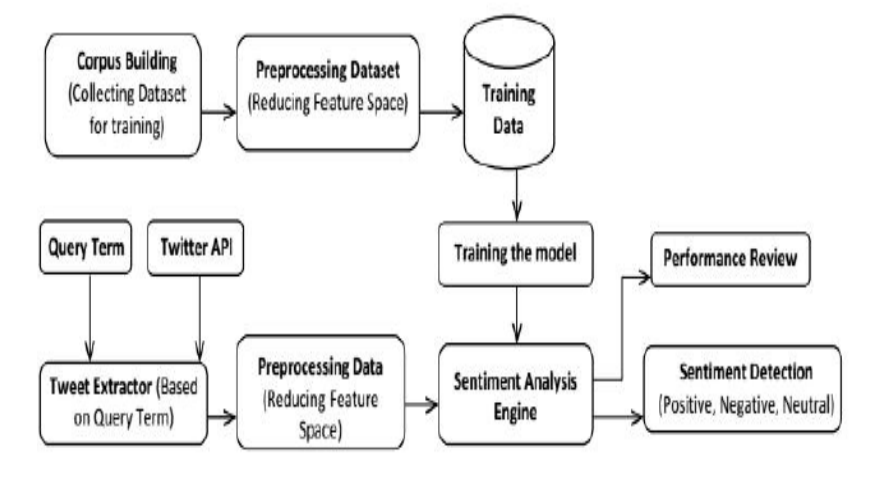 Corpus Building
(Collecting Dataset
for training)
Preprocessing Dataset
(Reducing Feature Space)
Training
Data
Query Term
Twitter API
Training the model
Performance Review
Tweet Extractor (Based
on Query Term)
Preprocessing Data
(Reducing Feature
Space)
Sentiment Analysis
Engine
Sentiment Detection
(Positive, Negative, Neutral)